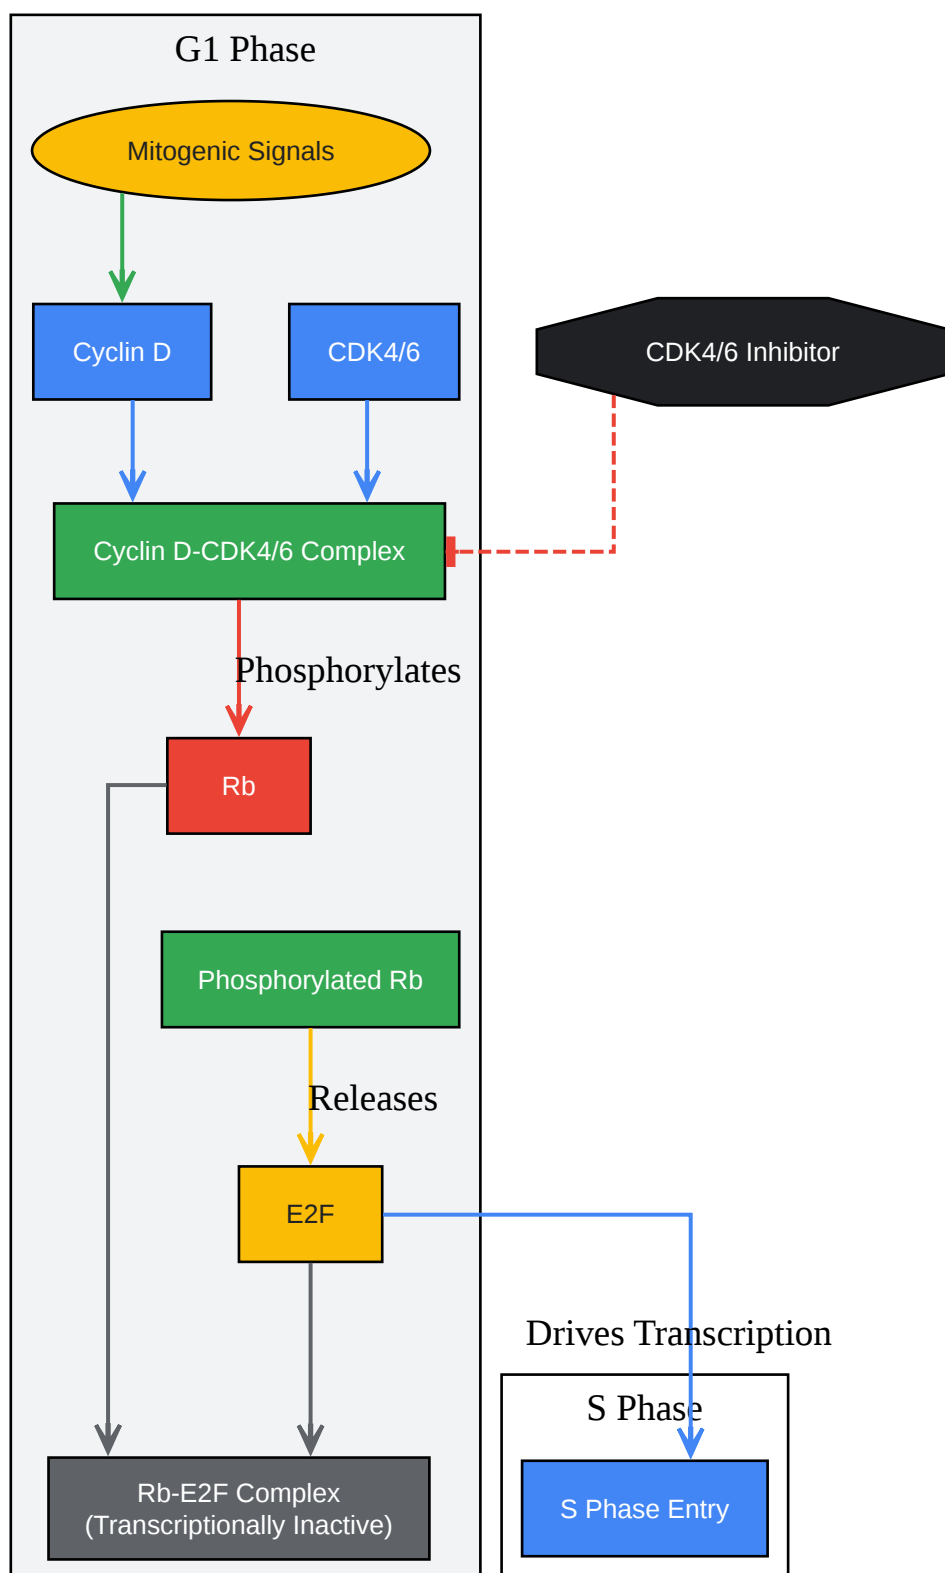 G1 Phase
Mitogenic Signals
Cyclin D
CDK4/6
CDK4/6 Inhibitor
Cyclin D-CDK4/6 Complex
Phosphorylates
Rb
Phosphorylated Rb
Releases
E2F
Drives Transcription
S Phase
Rb-E2F Complex
(Transcriptionally Inactive)
S Phase Entry